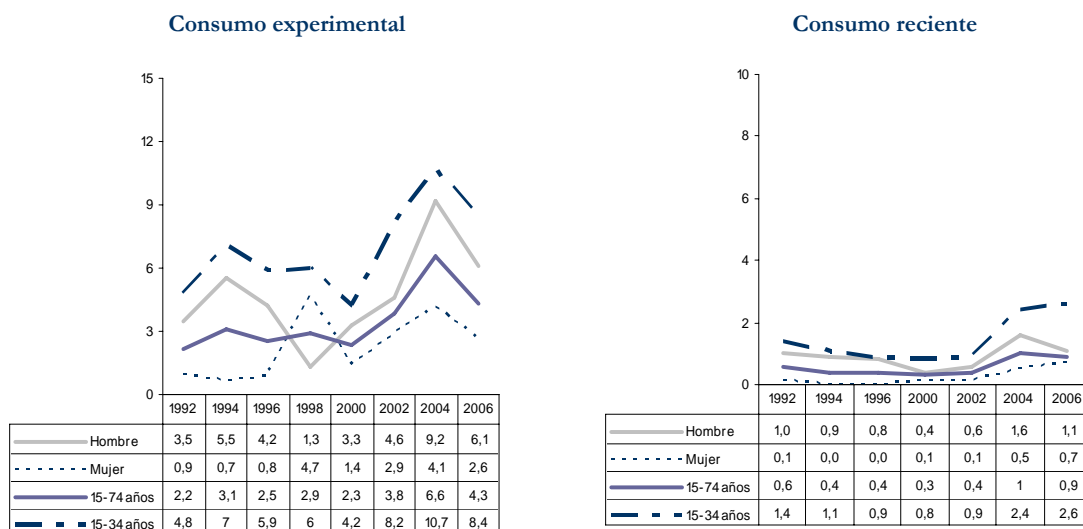 Consumo experimental
15
12
9
6
3
0
1992 1994 1996 1998 2000 2002 2004 2006
Hombre 3,5 5,5 4,2 1,3 3,3 4,6 9,2 6,1
Mujer 0,9 0,7 0,8 4,7 1,4 2,9 4,1 2,6
15-74 años 2,2 3,1 2,5 2,9 2,3 3,8 6,6 4,3
15-34 años 4,8 7 5,9 6 4,2 8,2 10,7 8,4
Consumo reciente
10
8
6
4
2
0
1992 1994 1996 2000 2002 2004 2006
Hombre 1,0 0,9 0,8 0,4 0,6 1,6 1,1
Mujer 0,1 0,0 0,0 0,1 0,1 0,5 0,7
15-74 años 0,6 0,4 0,4 0,3 0,4 1 0,9
15-34 años 1,4 1,1 0,9 0,8 0,9 2,4 2,6